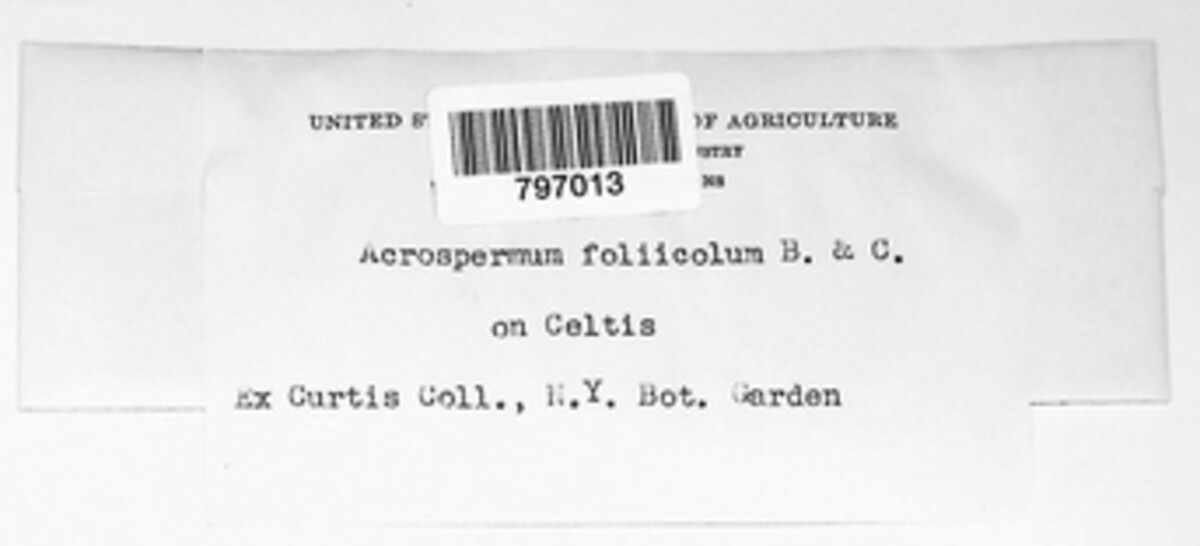 UNITED OF AGRICULTURE
797013
Acrospermum foliicolum B. & C.
on Celtis
Ex Curtis Coll., N.Y. Bot. Garden